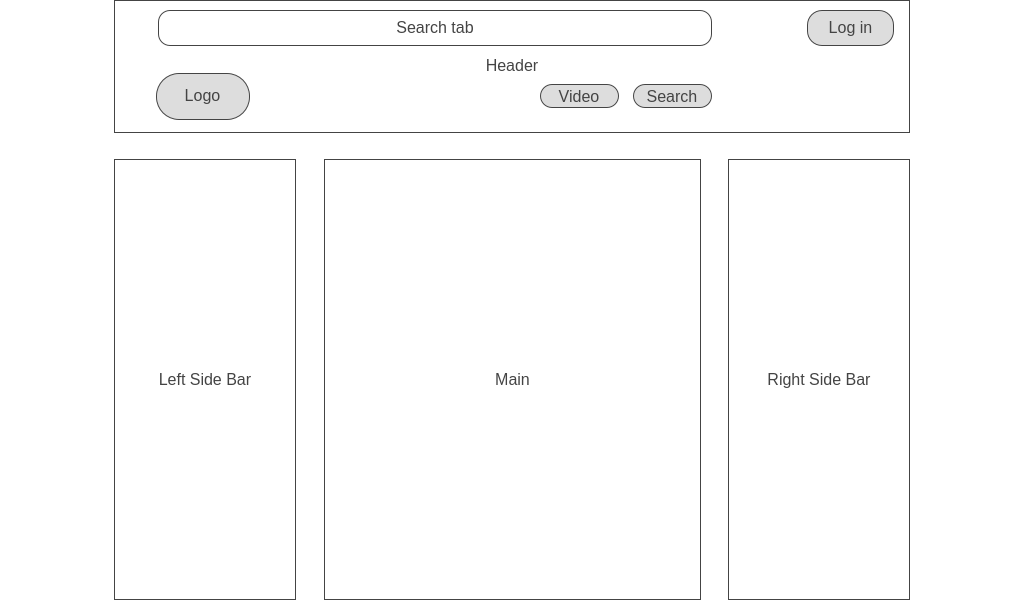 Search tab
Log in
Header
Logo
Video
Search
Left Side Bar
Main
Right Side Bar